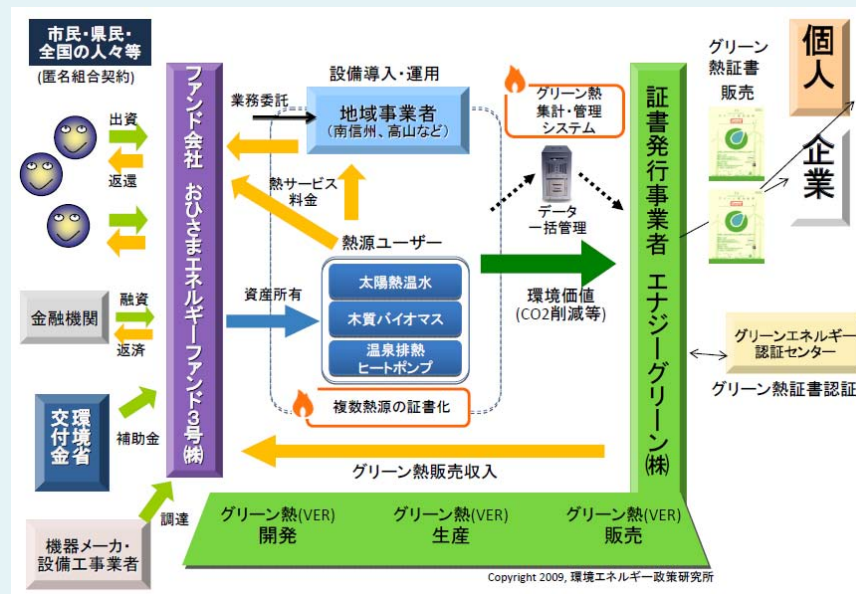 市民・県民・
全国の人々等
(匿名組合契約)
出資
返還
金融機関
融資
返済
環境省
交付金
補助金
機器メーカ・
設備工事業者
調達
ファンド会社 おひさまエネルギーファンド3号㈱
設備導入・運用
業務委託
地域事業者
(南信州、高山など)
熱サービス
料金
熱源ユーザー
資産所有
太陽熱温水
木質バイオマス
温泉排熱
ヒートポンプ
複数熱源の証書化
グリーン熱
集計・管理
システム
データ
一括管理
環境価値
(CO2削減等)
グリーン熱販売収入
証書発行事業者 エナジーグリーン㈱
グリーン
熱証書
販売
個人
企業
グリーンエネルギー
認証センター
グリーン熱証書認証
グリーン熱(VER)
開発
グリーン熱(VER)
生産
グリーン熱(VER)
販売
Copyright 2009, 環境エネルギー政策研究所